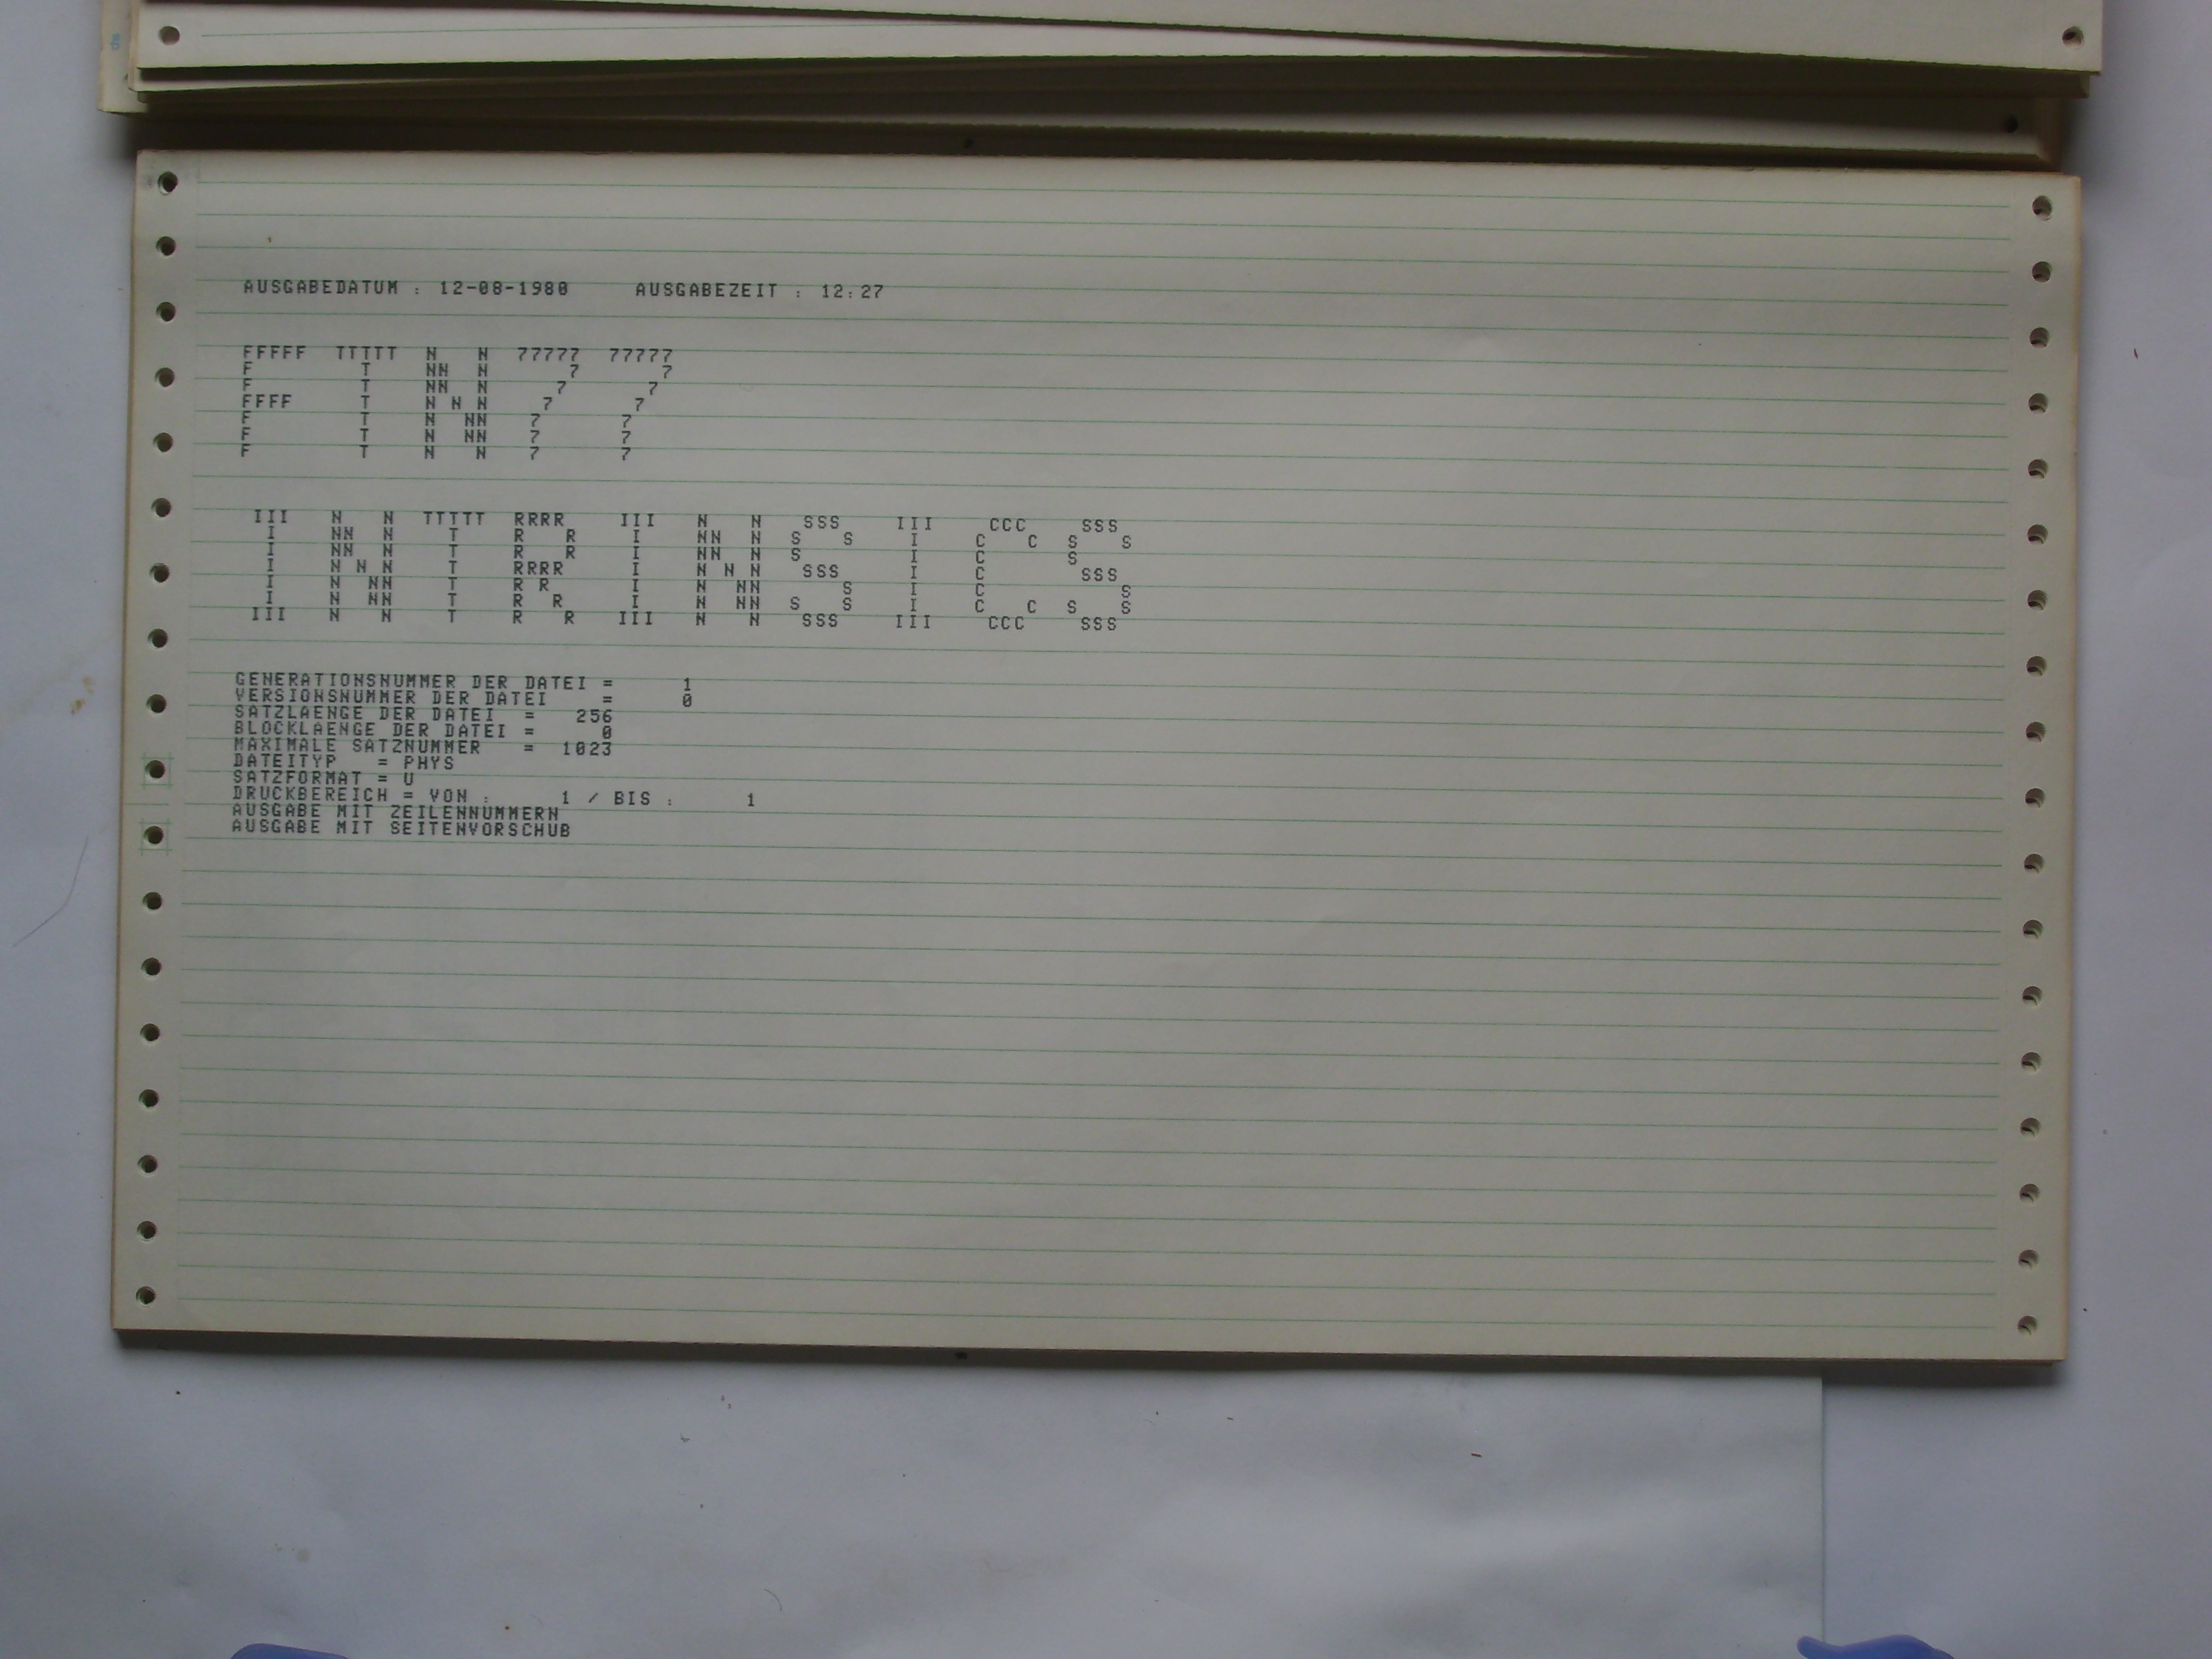 AUSGABEDATUM : 12-08-1980     AUSGABEZEIT : 12:27
FFFFF  TTTTT  N   N  77777  77777
F        T    NN  N      7      7
F        T    NN  N     7      7
FFFF     T    N N N    7      7
F        T    N  NN   7      7
F        T    N  NN   7      7
F        T    N   N   7      7
 III   N   N  TTTTT  RRRR    III   N   N   SSS    III    CCC    SSS
  I    NN  N    T    R   R    I    NN  N  S   S    I    C   C  S   S
  I    NN  N    T    R   R    I    NN  N  S        I    C      S
  I    N N N    T    RRRR     I    N N N   SSS     I    C       SSS
  I    N  NN    T    R R      I    N  NN      S    I    C          S
  I    N  NN    T    R  R     I    N  NN  S   S    I    C   C  S   S
 III   N   N    T    R   R   III   N   N   SSS    III    CCC    SSS
GENERATIONSNUMMER DER DATEI =      1
VERSIONSNUMMER DER DATEI    =      0
SATZLAENGE DER DATEI  =   256
BLOCKLAENGE DER DATEI =     0
MAXIMALE SATZNUMMER   =  1023
DATEITYP   = PHYS
SATZFORMAT = U
DRUCKBEREICH = VON :      1 / BIS :      1
AUSGABE MIT ZEILENNUMMERN
AUSGABE MIT SEITENVORSCHUB